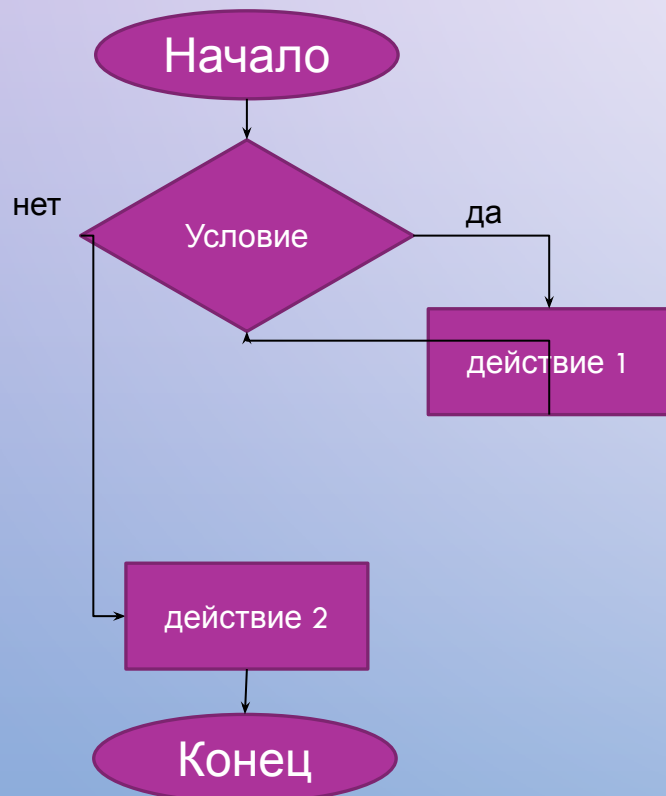 Начало
нет
да
Условие
действие 1
действие 2
Конец